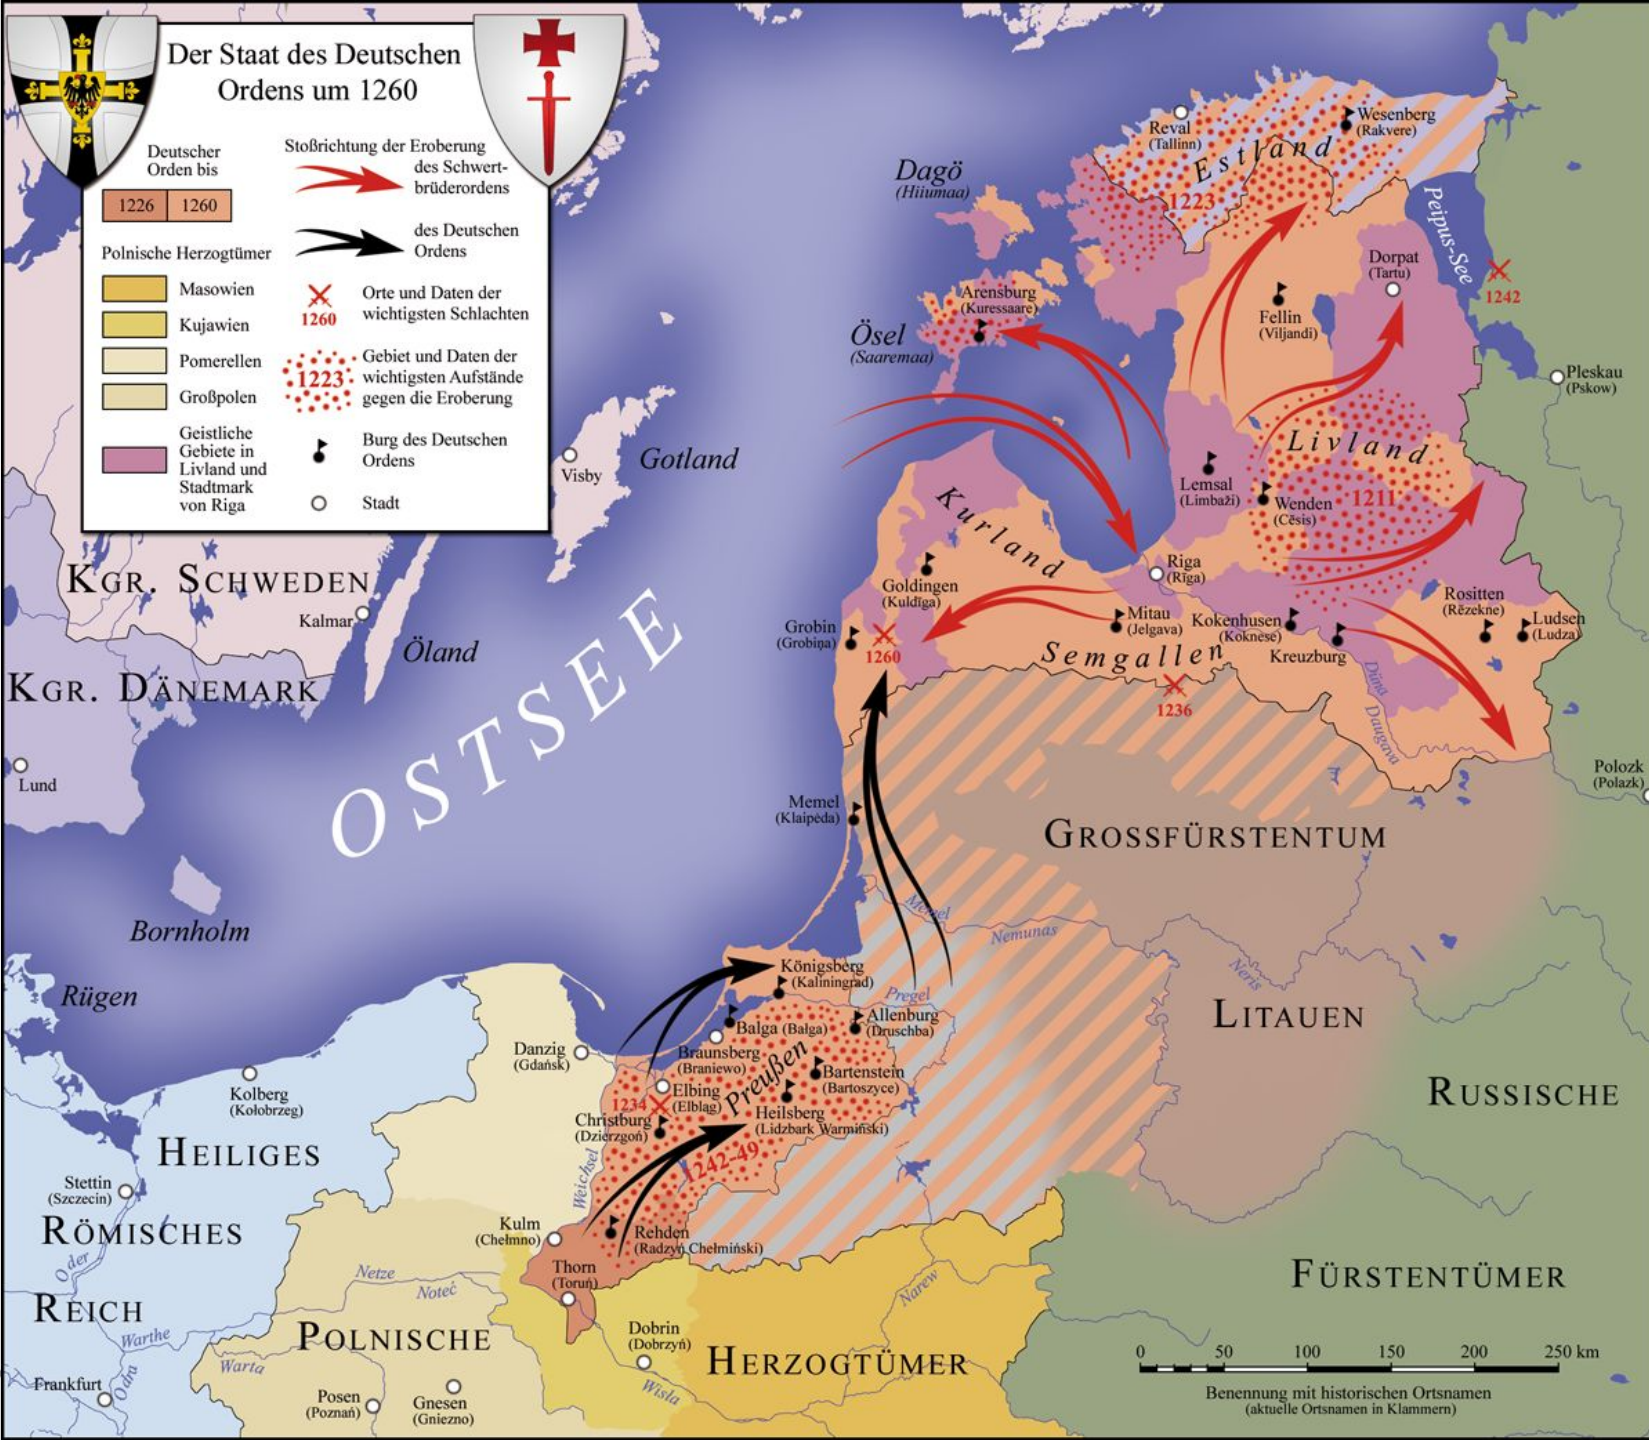 Der Staat des Deutschen
Ordens um 1260
Deutscher
Orden bis
1226
1260
Polnische Herzogtümer
Masowien
Kujawien
Pomerellen
Großpolen
Geistliche
Gebiete in
Livland und
Stadtmark
von Riga
Stoßrichtung der Eroberung
des Schwert-
brüderordens
des Deutschen
Ordens
1260
Orte und Daten der
wichtigsten Schlachten
1223
Gebiet und Daten der
wichtigsten Aufstände
gegen die Eroberung
Burg des Deutschen
Ordens
Stadt
Reval
(Tallinn)
Wesenberg
(Rakvere)
Estland
1223
Dagö
(Hiiumaa)
Peipus-See
1242
Dorpat
(Tartu)
Arensburg
(Kuressaare)
Fellin
(Viljandi)
Ösel
(Saaremaa)
Pleskau
(Pskow)
Visby
Gotland
Livland
1211
Lemsal
(Limbaži)
Wenden
(Cēsis)
Kurland
Riga
(Rīga)
Goldingen
(Kuldīga)
KGR. SCHWEDEN
Kalmar
Öland
Rositten
(Rēzekne)
Ludsen
(Ludza)
Mitau
(Jelgava)
Kokenhusen
(Koknese)
Kreuzburg
Grobin
(Grobiņa)
1260
Semgallen
1236
Düna
Daugava
KGR. DÄNEMARK
Lund
OSTSEE
Polozk
(Polazk)
Memel
(Klaipėda)
GROSSFÜRSTENTUM
LITAUEN
Bornholm
Memel
Nemunas
Neris
Rügen
Königsberg
(Kaliningrad)
Pregel
Allenburg
(Druschba)
Balga (Bałga)
Braunsberg
(Braniewo)
Preußen
Danzig
(Gdańsk)
Bartenstein
(Bartoszyce)
Elbing
(Elbląg)
1234
Heilsberg
(Lidzbark Warmiński)
Christburg
(Dzierzgoń)
1242-49
Kolberg
(Kołobrzeg)
Weichsel
RUSSISCHE
FÜRSTENTÜMER
HEILIGES
RÖMISCHES
REICH
Stettin
(Szczecin)
Oder
Kulm
(Chełmno)
Rehden
(Radzyń Chełmiński)
Thorn
(Toruń)
Netze
Noteć
Narew
Warthe
Warta
POLNISCHE
HERZOGTÜMER
Dobrin
(Dobrzyń)
Wisła
Frankfurt
Odra
Posen
(Poznań)
Gnesen
(Gniezno)
0 50 100 150 200 250 km
Benennung mit historischen Ortsnamen
(aktuelle Ortsnamen in Klammern)